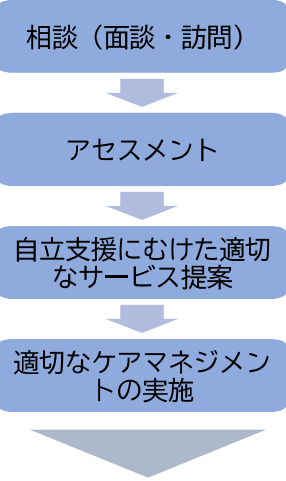 相談（面談・訪問）
アセスメント
自立支援にむけた適切
なサービス提案
適切なケアマネジメン
トの実施